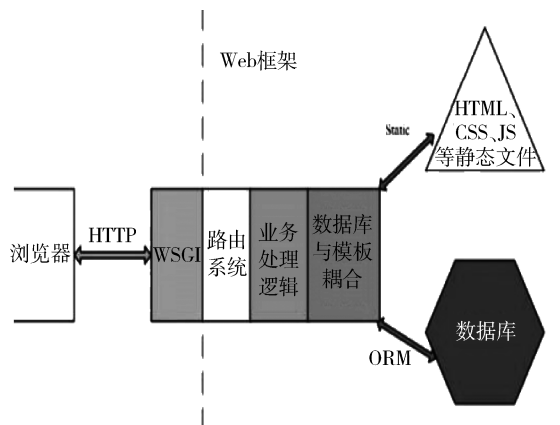 Web框架
HTML、
CSS、JS
等静态文件
Static
浏览器
HTTP
WSGI
路由
系统
业务
处理
逻辑
数据库
与模板
耦合
ORM
数据库